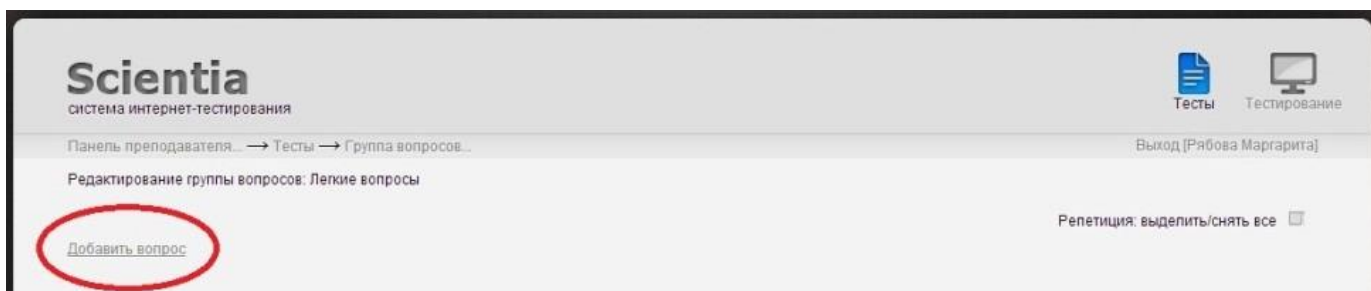 Scientia
система интернет-тестирования
Тесты
Тестирование
Панель преподавателя... → Тесты → Группа вопросов...
Выход [Рябова Маргарита]
Редактирование группы вопросов: Легкие вопросы
Репетиция: выделить/снять все
Добавить вопрос